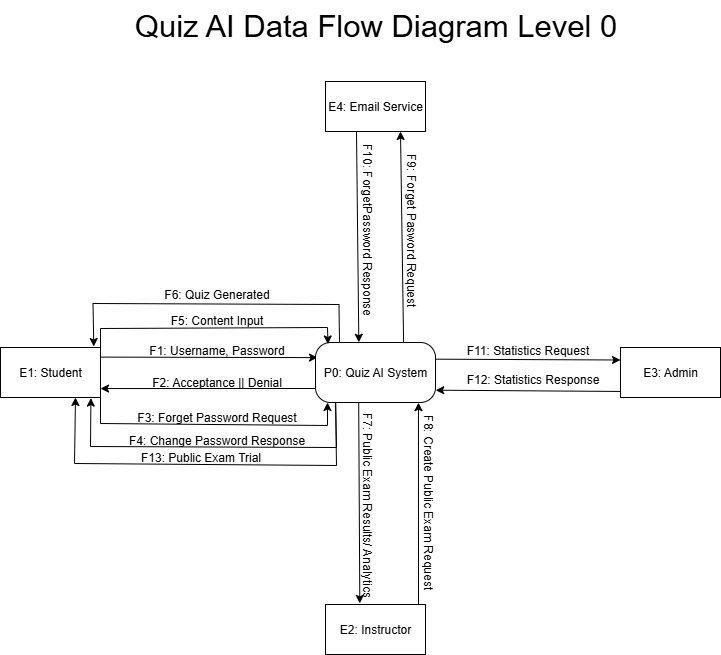 Quiz AI Data Flow Diagram Level 0
E4: Email Service
F10: ForgetPassword Response
F9: Forget Pasword Request
F6: Quiz Generated
F5: Content Input
F1: Username, Password
F2: Acceptance || Denial
F3: Forget Password Request
F4: Change Password Response
F13: Public Exam Trial
E1: Student
P0: Quiz AI System
F11: Statistics Request
F12: Statistics Response
E3: Admin
F7: Public Exam Results/ Analytics
F8: Create Public Exam Request
E2: Instructor